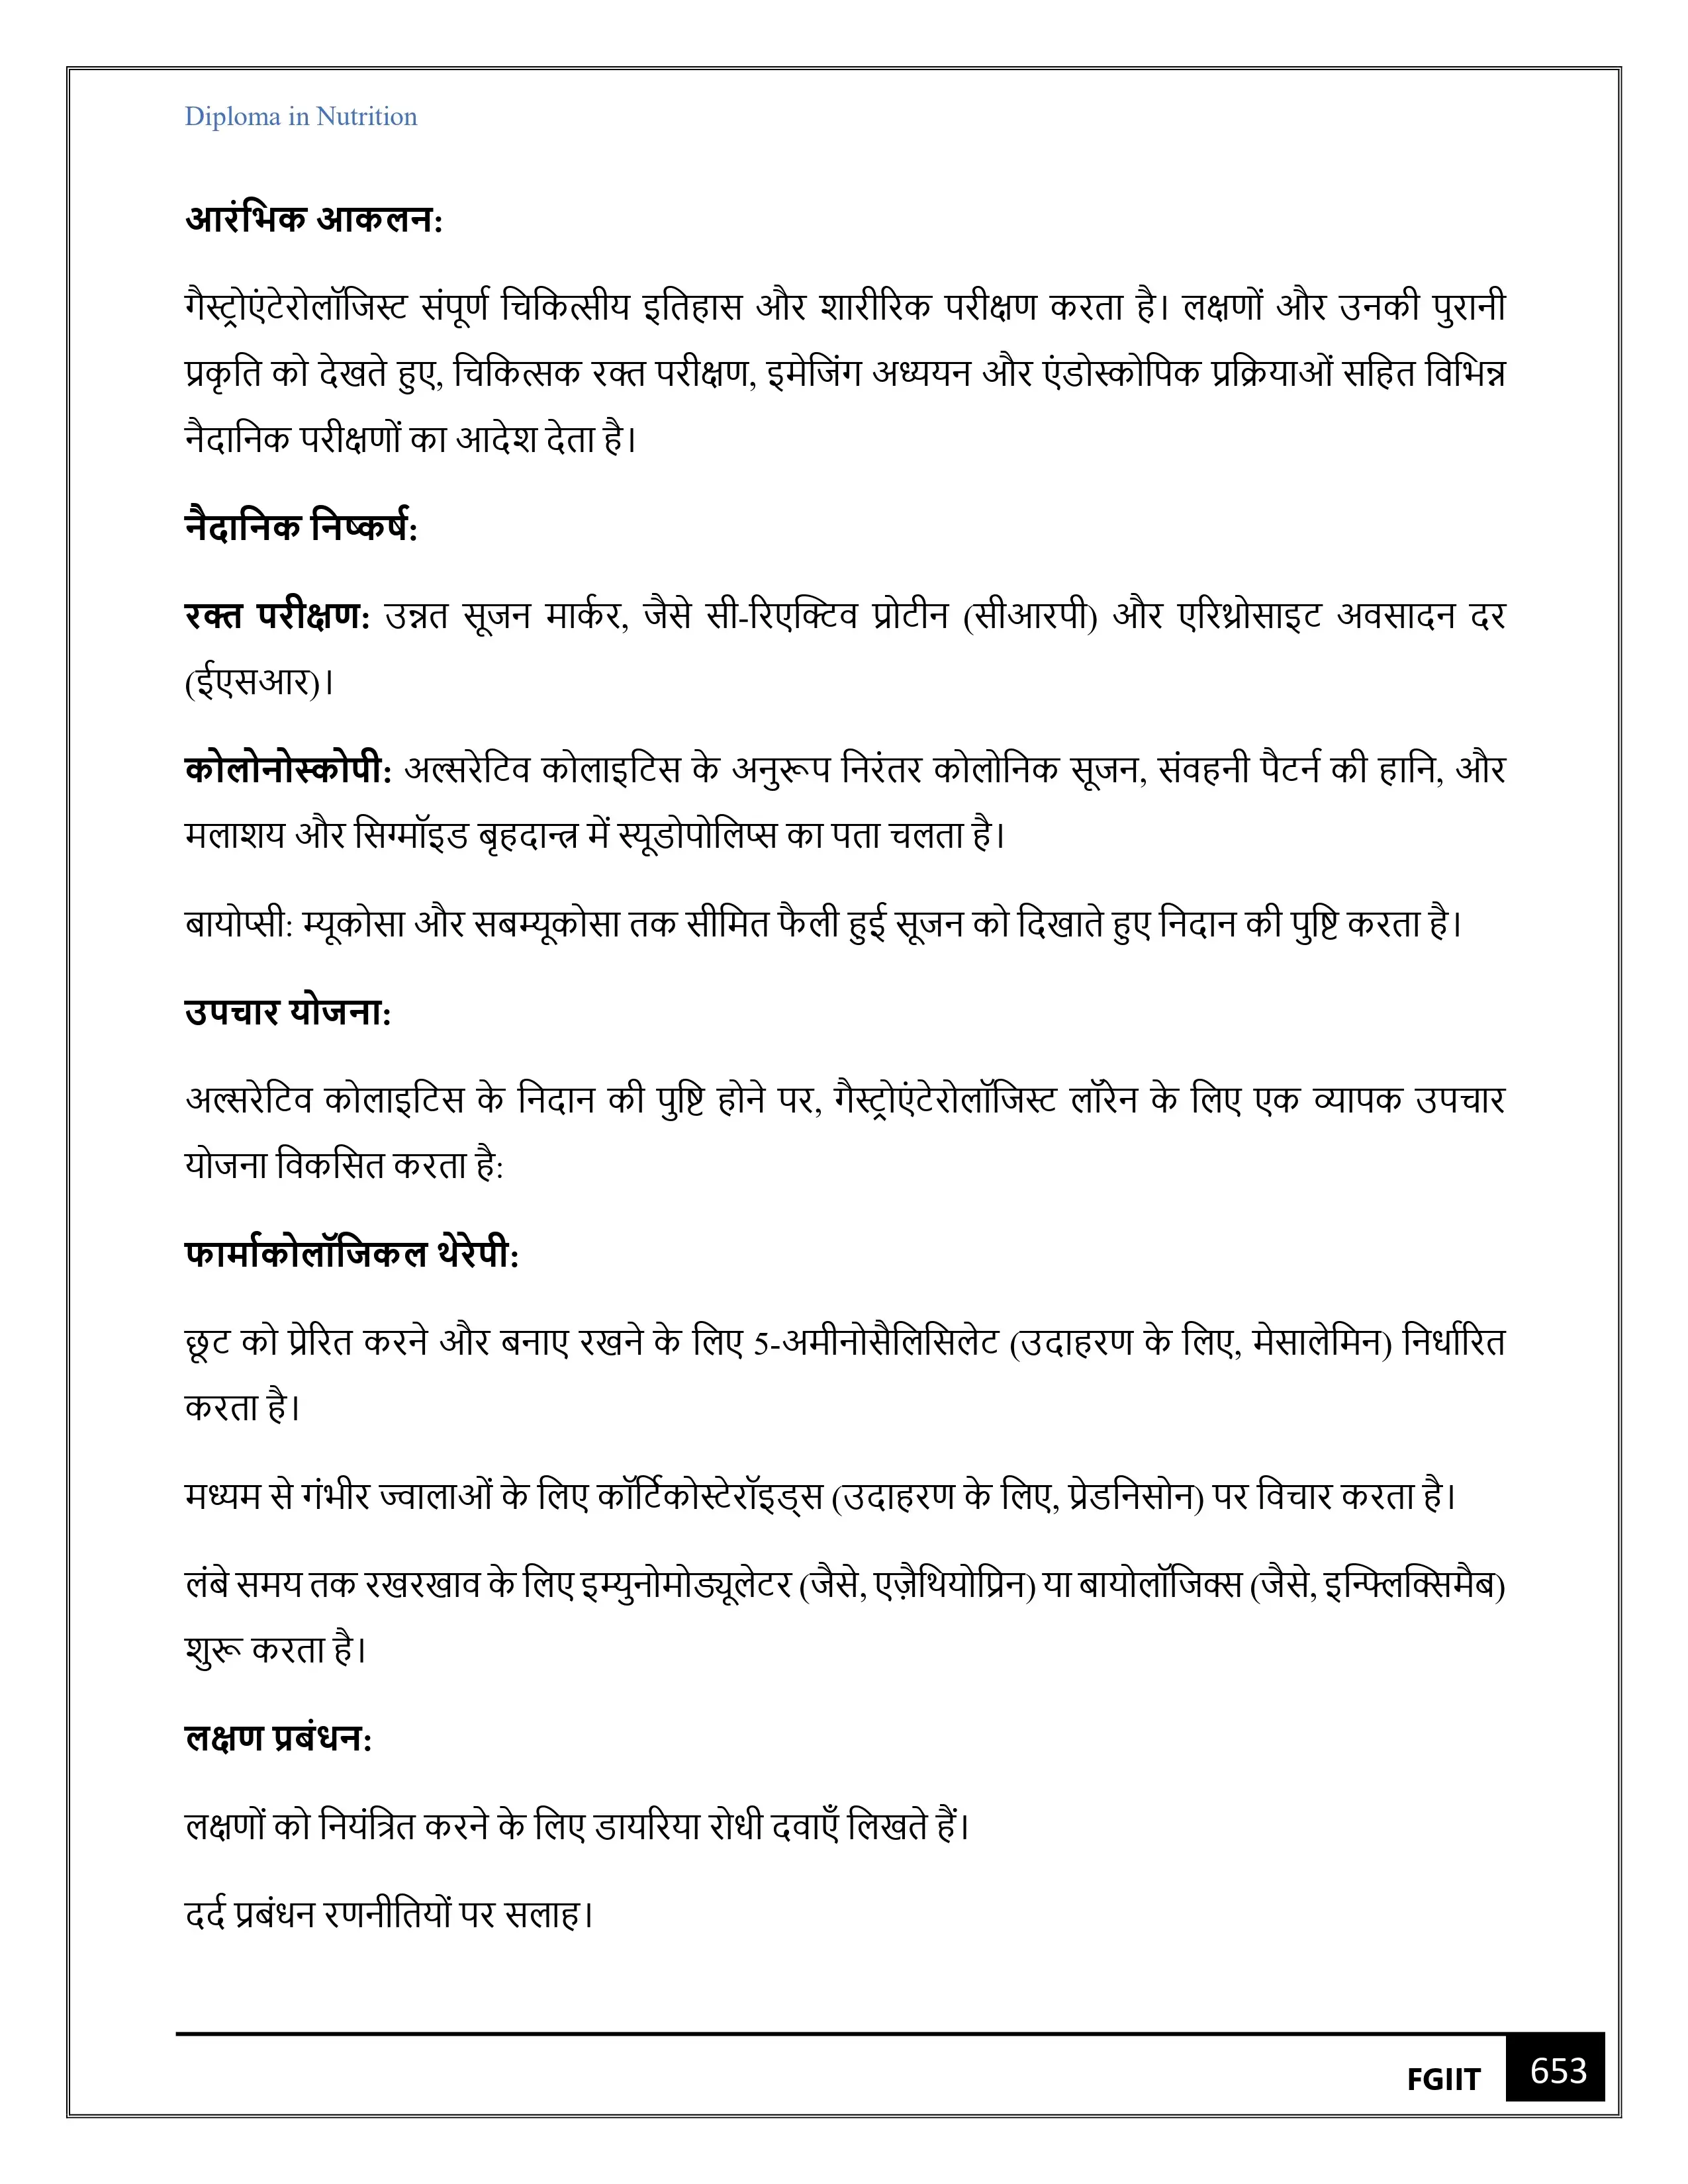 Diploma in Nutrition
आरंभिक आकलन:
गैस्ट्रोएंटेरोलॉजिस्ट संपूर्ण चिकित्सीय इतिहास और शारीरिक परीक्षण करता है। लक्षणों और उनकी पुरानी
प्रकृति को देखते हुए, चिकित्सक रक्त परीक्षण, इमेजिंग अध्ययन और एंडोस्कोपिक प्रक्रियाओं सहित विभिन्न
नैदानिक परीक्षणों का आदेश देता है।
नैदानिक निष्कर्ष:
रक्त परीक्षण: उन्नत सूजन मार्कर, जैसे सी-रिएक्टिव प्रोटीन (सीआरपी) और एरिथ्रोसाइट अवसादन दर
(ईएसआर)।
कोलोनोस्कोपी: अल्सरेटिव कोलाइटिस के अनुरूप निरंतर कोलोनिक सूजन, संवहनी पैटर्न की हानि, और
मलाशय और सिग्मॉइड बृहदान्त्र में स्यूडोपोलिप्स का पता चलता है।
बायोप्सी: म्यूकोसा और सबम्यूकोसा तक सीमित फैली हुई सूजन को दिखाते हुए निदान की पुष्टि करता है।
उपचार योजना:
अल्सरेटिव कोलाइटिस के निदान की पुष्टि होने पर, गैस्ट्रोएंटेरोलॉजिस्ट लॉरेन के लिए एक व्यापक उपचार
योजना विकसित करता है:
फार्माकोलॉजिकल थेरेपी:
छूट को प्रेरित करने और बनाए रखने के लिए 5-अमीनोसैलिसिलेट (उदाहरण के लिए, मेसालेमिन) निर्धारित
करता है।
मध्यम से गंभीर ज्वालाओं के लिए कॉर्टिकोस्टेरॉइड्स (उदाहरण के लिए, प्रेडनिसोन) पर विचार करता है।
लंबे समय तक रखरखाव के लिए इम्युनोमोड्यूलेटर (जैसे, एज़ैथियोप्रिन) या बायोलॉजिक्स (जैसे, इन्फ्लिक्सिमैब)
शुरू करता है।
लक्षण प्रबंधन:
लक्षणों को नियंत्रित करने के लिए डायरिया रोधी दवाएँ लिखते हैं।
दर्द प्रबंधन रणनीतियों पर सलाह।
FGIIT 653